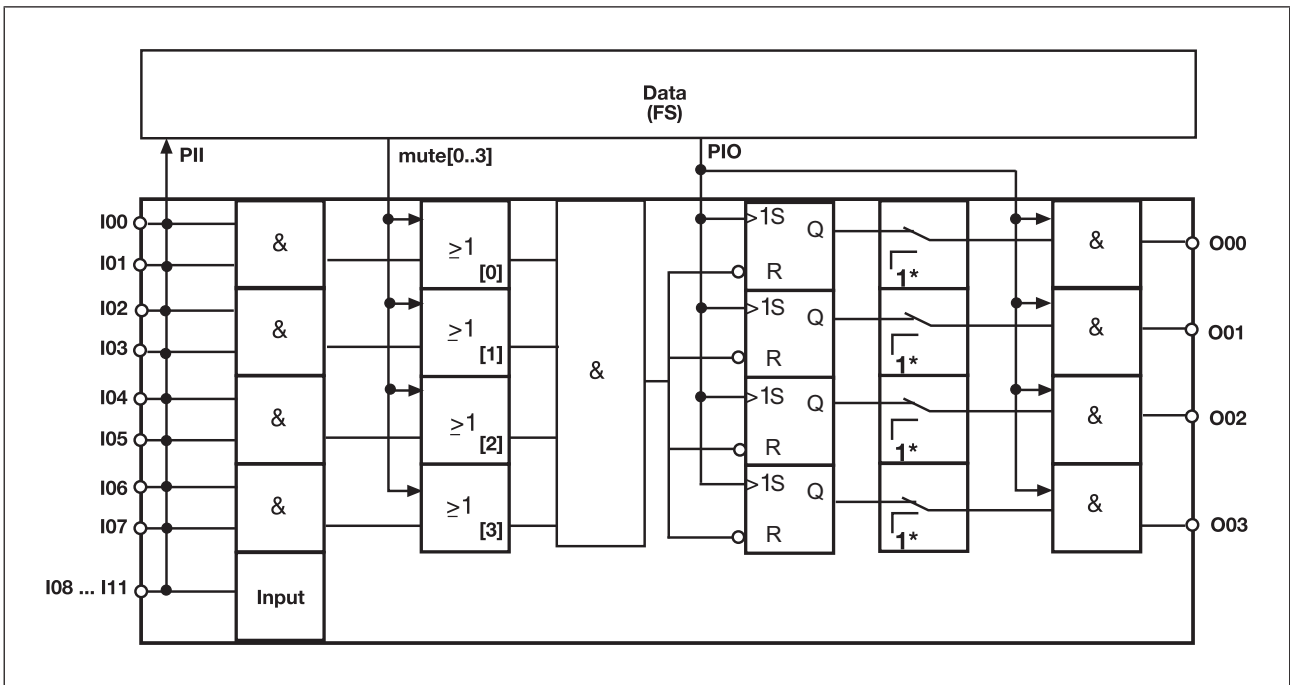 Data
(FS)
PII
mute[0..3]
PIO
I00
I01
I02
I03
I04
I05
I06
I07
I08 ... I11
&
&
&
&
Input
≥1
[0]
≥1
[1]
≥1
[2]
≥1
[3]
&
>1S
Q
R
>1S
Q
R
>1S
Q
R
>1S
Q
R
1*
1*
1*
1*
&
&
&
&
O00
O01
O02
O03